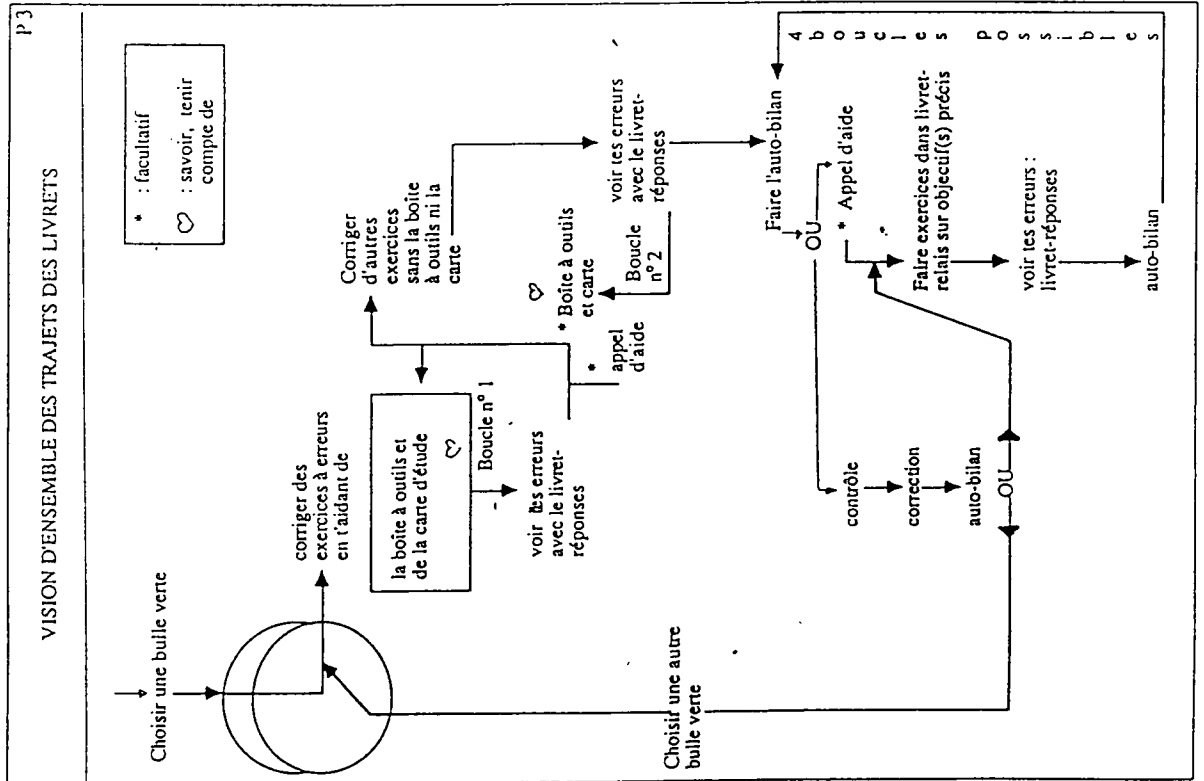 P 3
VISION D'ENSEMBLE DES TRAJETS DES LIVRETS
* : facultatif
♡ : savoir, tenir
compte de
Choisir une bulle verte
corriger des
exercices à erreurs
en t'aidant de
la boîte à outils et
de la carte d'étude
♡
Boucle n° 1
voir tes erreurs
avec le livret-
réponses
Corriger
d'autres
exercices
sans la boîte
à outils ni la
carte
♡
* Boîte à outils
et carte
Boucle
n° 2
*
appel
d'aide
voir tes erreurs
avec le livret-
réponses
Faire l'auto-bilan
OU
* Appel d'aide
Faire exercices dans livret-
relais sur objectif(s) précis
voir tes erreurs :
livret-réponses
auto-bilan
4 boucles possibles
contrôle
correction
auto-bilan
OU
Choisir une autre
bulle verte